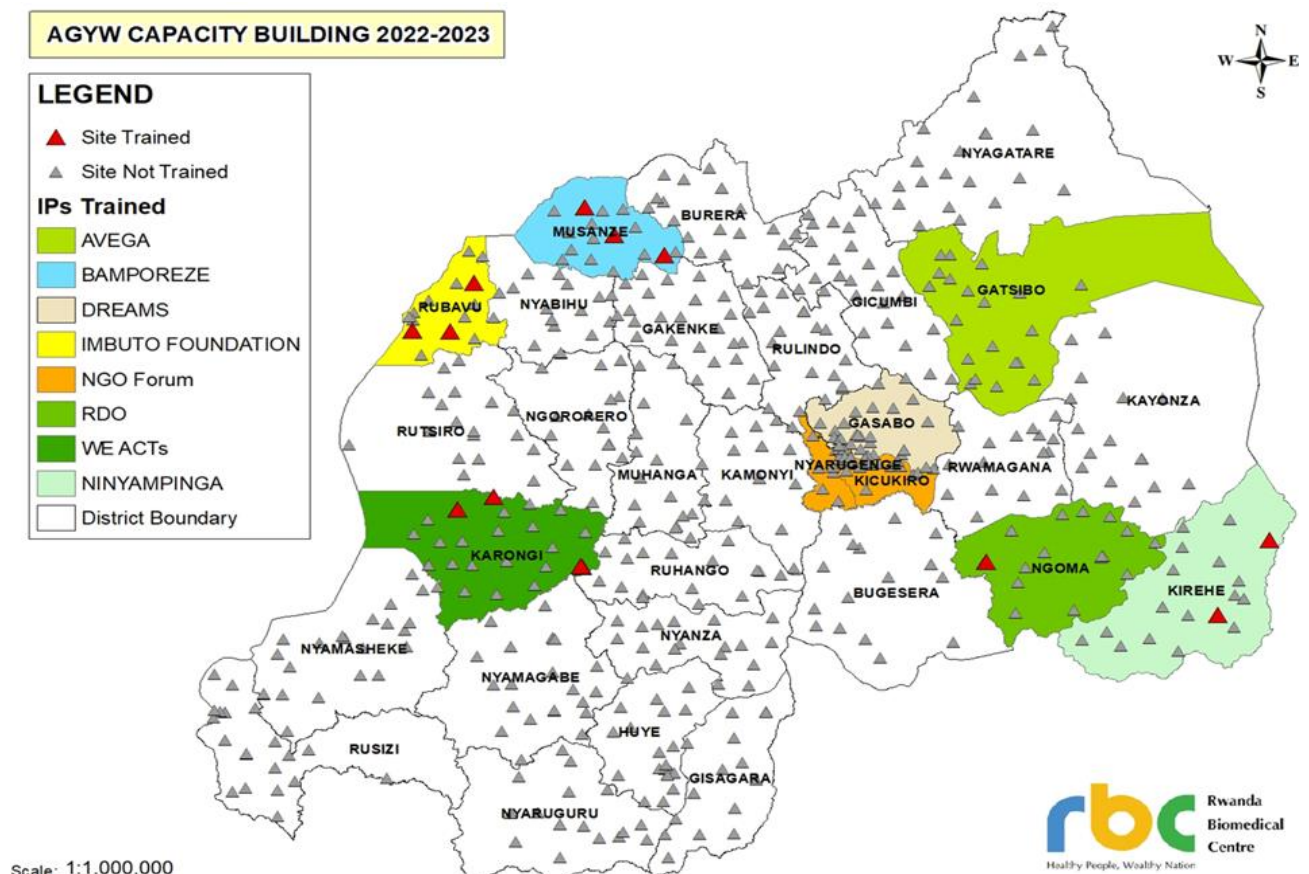 AGYW CAPACITY BUILDING 2022-2023
N
W E
S
LEGEND
Site Trained
Site Not Trained
IPs Trained
AVEGA
BAMPOREZE
DREAMS
IMBUTO FOUNDATION
NGO Forum
RDO
WE ACTs
NINYAMPINGA
District Boundary
NYAGATARE
BURERA
MUSANZE
GATSIBO
GICUMBI
RUBAVU
NYABIHU
GAKENKE
RULINDO
KAYONZA
NGORORERO
GASABO
RUTSIRO
MUHANGA
KAMONYI
NYARUGENGE
RWAMAGANA
KICUKIRO
KARONGI
RUHANGO
NGOMA
KIREHE
BUGESERA
NYAMASHEKE
NYANZA
NYAMAGABE
HUYE
RUSIZI
GISAGARA
NYARUGURU
rbc
Rwanda
Biomedical
Centre
Healthy People, Wealthy Nation
Scale: 1:1,000,000